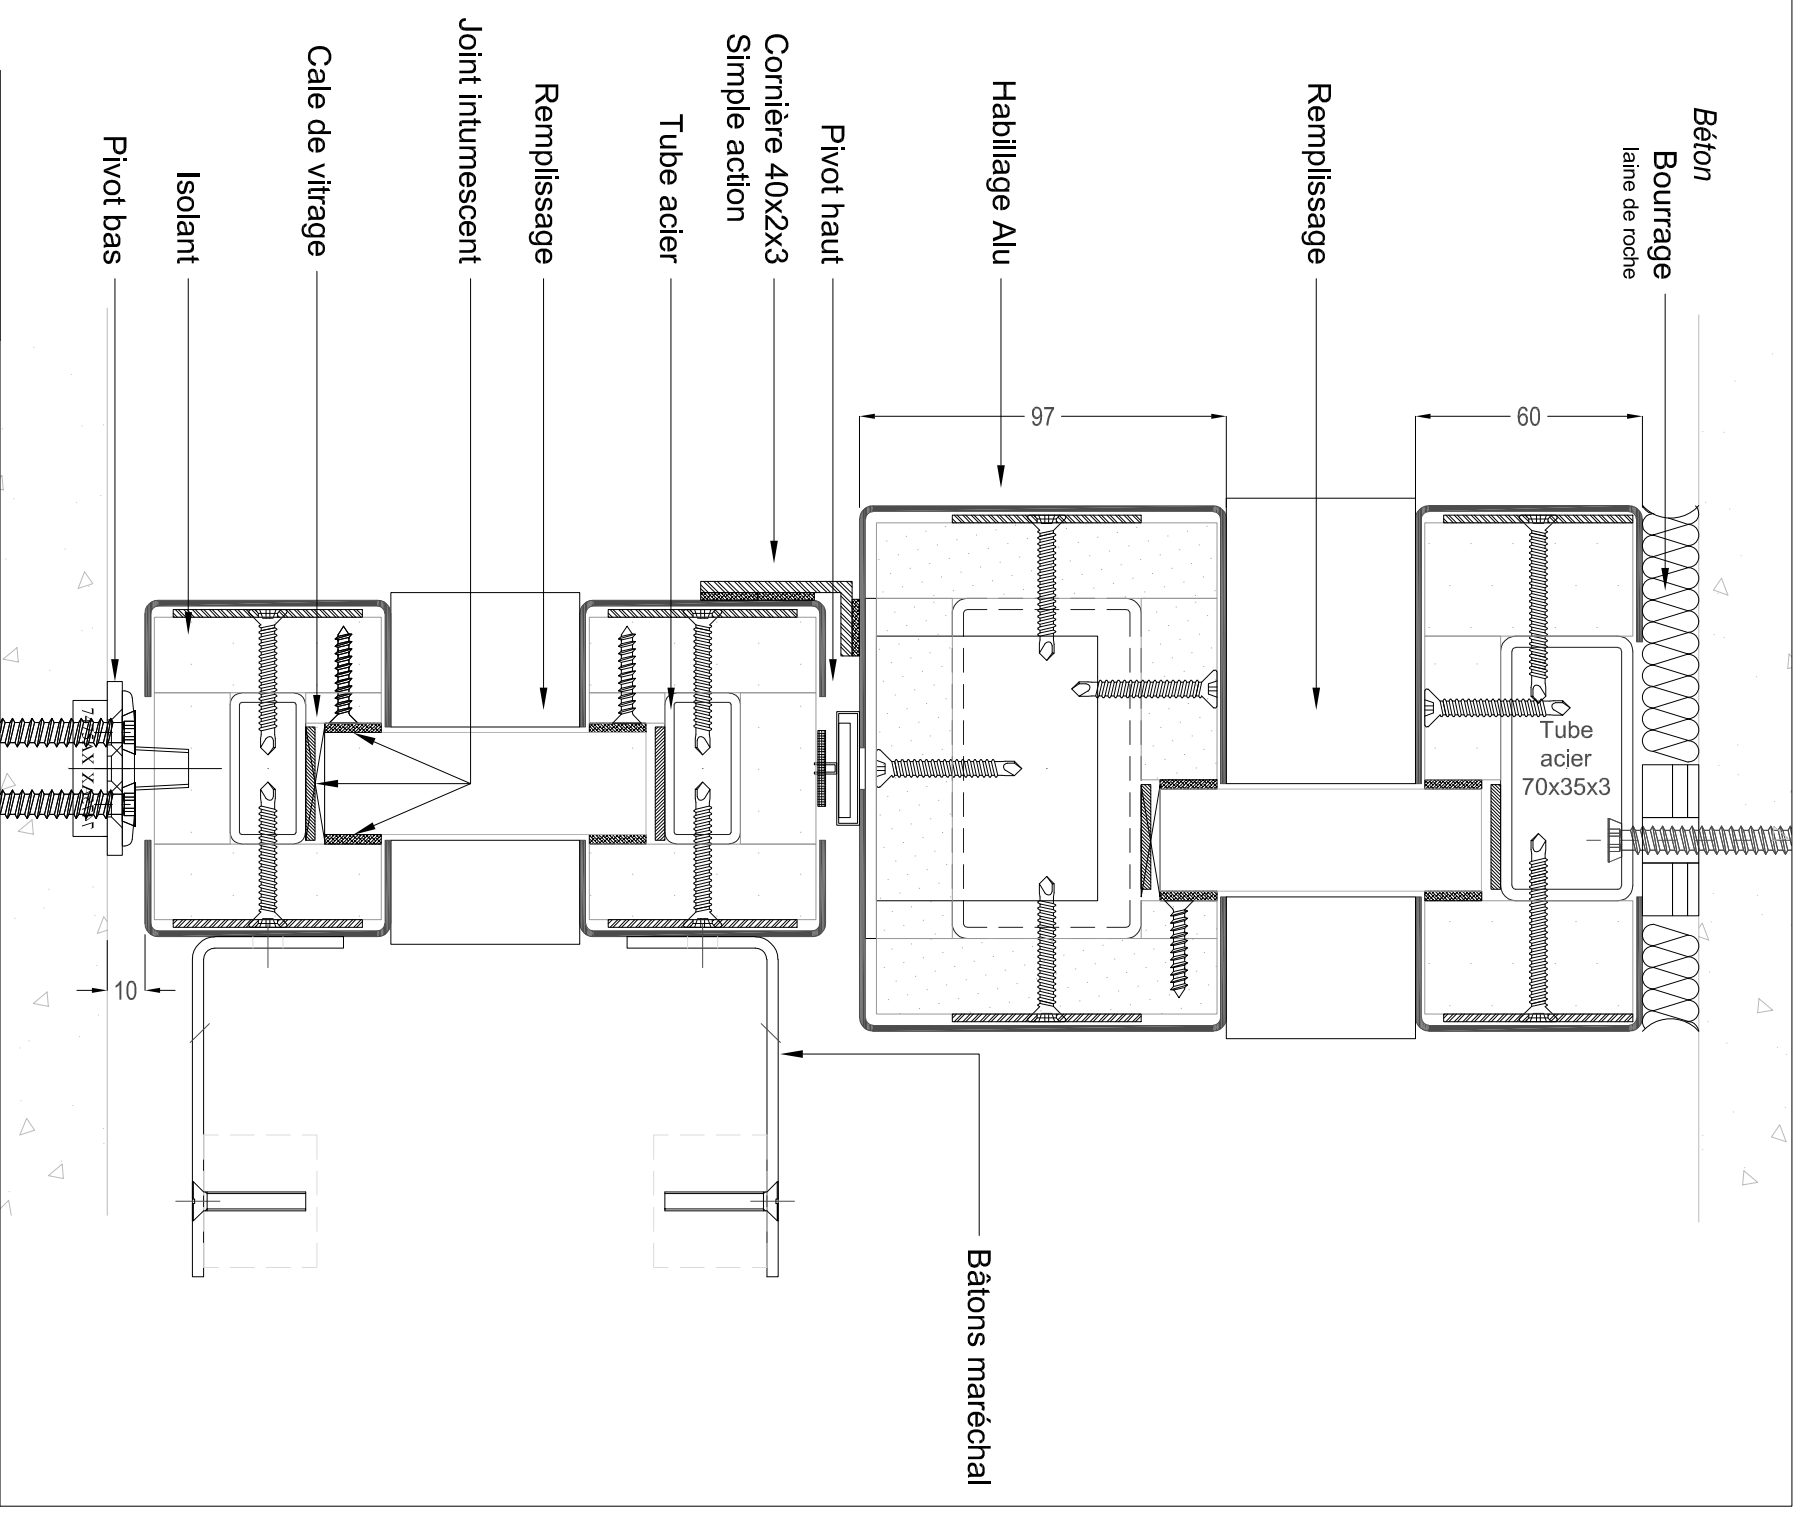 Béton
Bourrage
laine de roche
Remplissage
Habillage Alu
Pivot haut
Cornière 40x2x3
Simple action
Tube acier
Remplissage
Joint intumescent
Cale de vitrage
Isolant
Pivot bas
97
60
Tube
acier
70x35x3
10
Bâtons maréchal